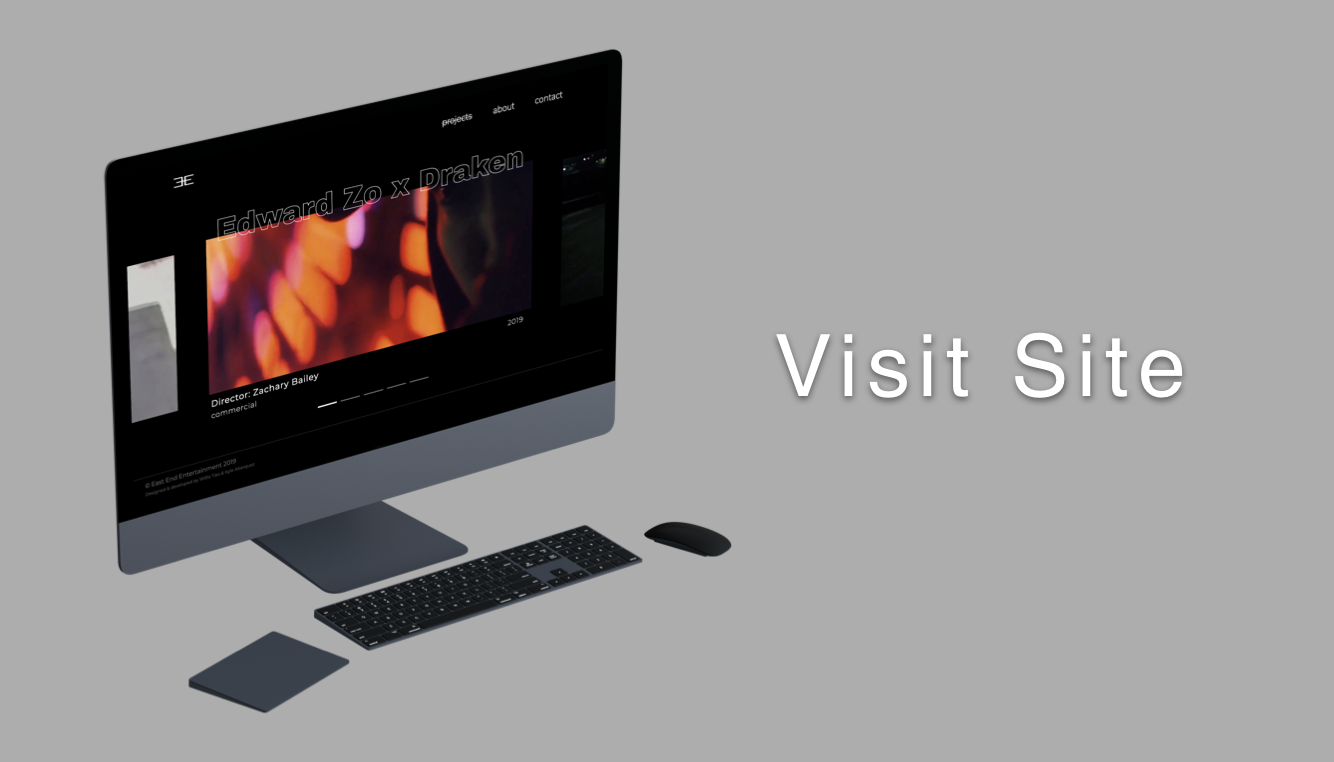 projects about contact
ƎE
Edward Zo x Draken
2019
Director: Zachary Bailey
commercial
© East End Entertainment 2019
Designed & developed by
Visit Site